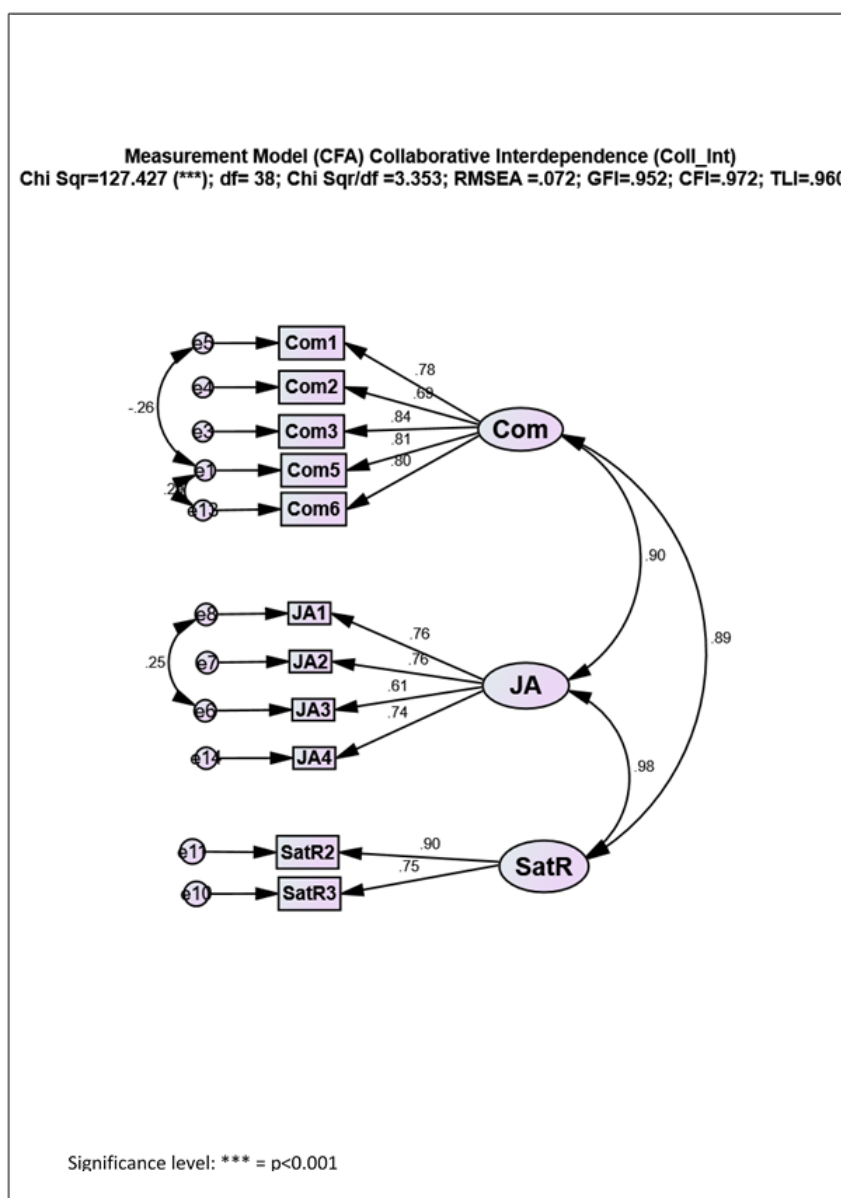 Measurement Model (CFA) Collaborative Interdependence (Coll_Int)
Chi Sqr=127.427 (***); df= 38; Chi Sqr/df =3.353; RMSEA =.072; GFI=.952; CFI=.972; TLI=.960
e5
Com1
.78
e4
Com2
.69
-.26
e3
Com3
.84
Com
e1
Com5
.81
e13
Com6
.80
.90
.89
e8
JA1
.76
.25
e7
JA2
.76
JA
e6
JA3
.61
e14
JA4
.74
.98
e11
SatR2
.90
SatR
e10
SatR3
.75
Significance level: *** = p<0.001